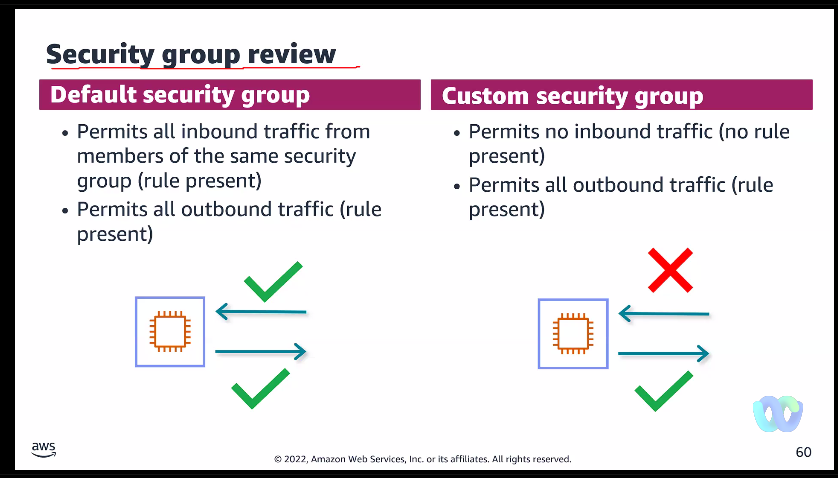 Security group review
Default security group
• Permits all inbound traffic from
members of the same security
group (rule present)
• Permits all outbound traffic (rule
present)
Custom security group
• Permits no inbound traffic (no rule
present)
• Permits all outbound traffic (rule
present)
aws
© 2022, Amazon Web Services, Inc. or its affiliates. All rights reserved.
60